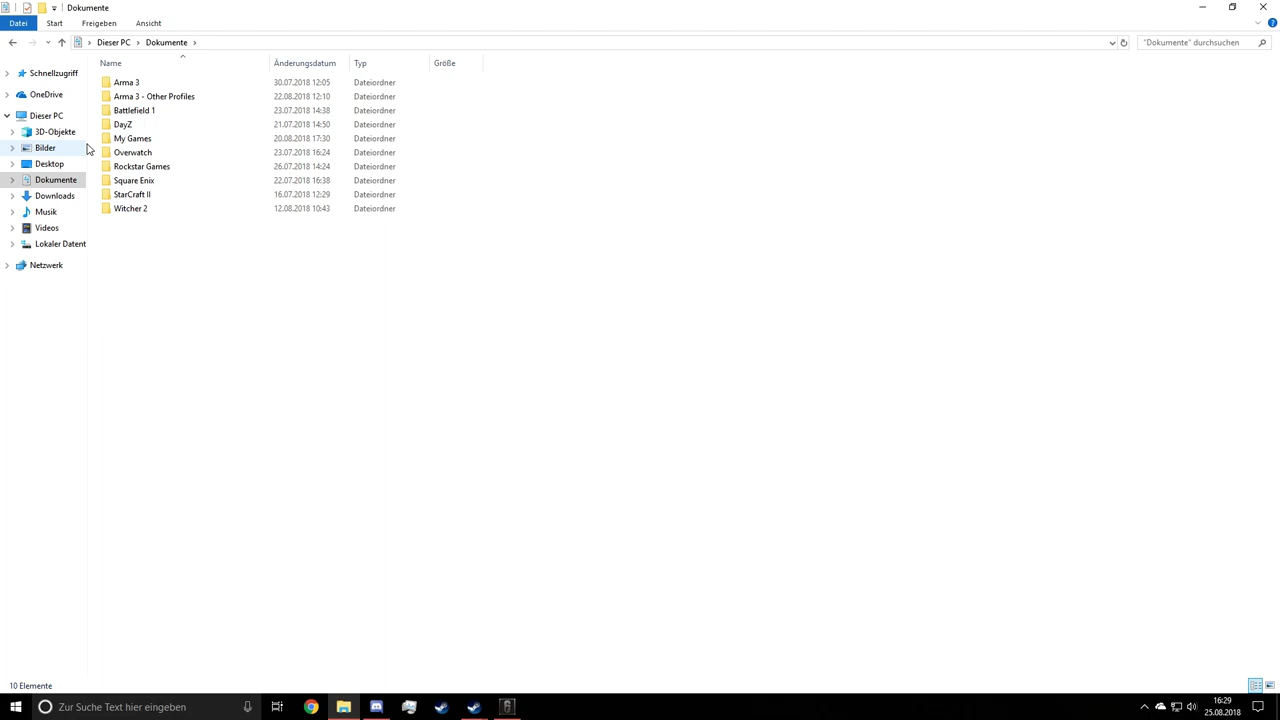 Dokumente
Datei Start Freigeben Ansicht
Dieser PC Dokumente "Dokumente" durchsuchen
Name Änderungsdatum Typ Größe
Schnellzugriff
OneDrive
Dieser PC
3D-Objekte
Bilder
Desktop
Dokumente
Downloads
Musik
Videos
Lokaler Datent
Netzwerk
Arma 3 30.07.2018 12:05 Dateiordner
Arma 3 - Other Profiles 22.08.2018 12:10 Dateiordner
Battlefield 1 23.07.2018 14:38 Dateiordner
DayZ 21.07.2018 14:50 Dateiordner
My Games 20.08.2018 17:30 Dateiordner
Overwatch 23.07.2018 16:24 Dateiordner
Rockstar Games 26.07.2018 14:24 Dateiordner
Square Enix 22.07.2018 16:38 Dateiordner
StarCraft II 16.07.2018 12:29 Dateiordner
Witcher 2 12.08.2018 10:43 Dateiordner
10 Elemente
Zur Suche Text hier eingeben
16:29
25.08.2018